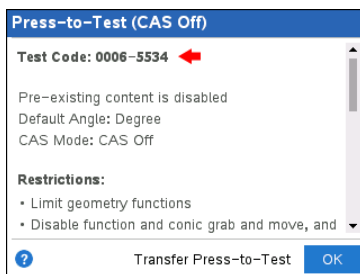 Press-to-Test (CAS Off)
Test Code: 0006-5534
Pre-existing content is disabled
Default Angle: Degree
CAS Mode: CAS Off
Restrictions:
• Limit geometry functions
• Disable function and conic grab and move, and
? Transfer Press-to-Test OK